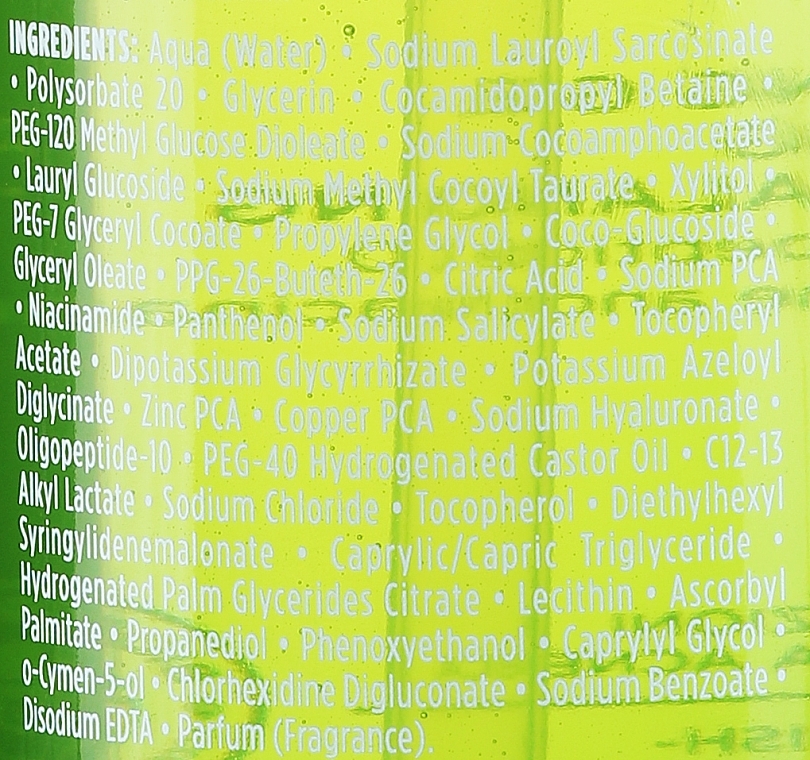 INGREDIENTS: Aqua (Water) • Sodium Lauroyl Sarcosinate
• Polysorbate 20 • Glycerin • Cocamidopropyl Betaine •
PEG-120 Methyl Glucose Dioleate • Sodium Cocoamphoacetate
• Lauryl Glucoside • Sodium Methyl Cocoyl Taurate • Xylitol •
PEG-7 Glyceryl Cocoate • Propylene Glycol • Coco-Glucoside •
Glyceryl Oleate • PPG-26-Buteth-26 • Citric Acid • Sodium PCA
• Niacinamide • Panthenol • Sodium Salicylate • Tocopheryl
Acetate • Dipotassium Glycyrrhizate • Potassium Azeloyl
Diglycinate • Zinc PCA • Copper PCA • Sodium Hyaluronate •
Oligopeptide-10 • PEG-40 Hydrogenated Castor Oil • C12-13
Alkyl Lactate • Sodium Chloride • Tocopherol • Diethylhexyl
Syringylidenemalonate • Caprylic/Capric Triglyceride •
Hydrogenated Palm Glycerides Citrate • Lecithin • Ascorbyl
Palmitate • Propanediol • Phenoxyethanol • Caprylyl Glycol •
o-Cymen-5-ol • Chlorhexidine Digluconate • Sodium Benzoate •
Disodium EDTA • Parfum (Fragrance).